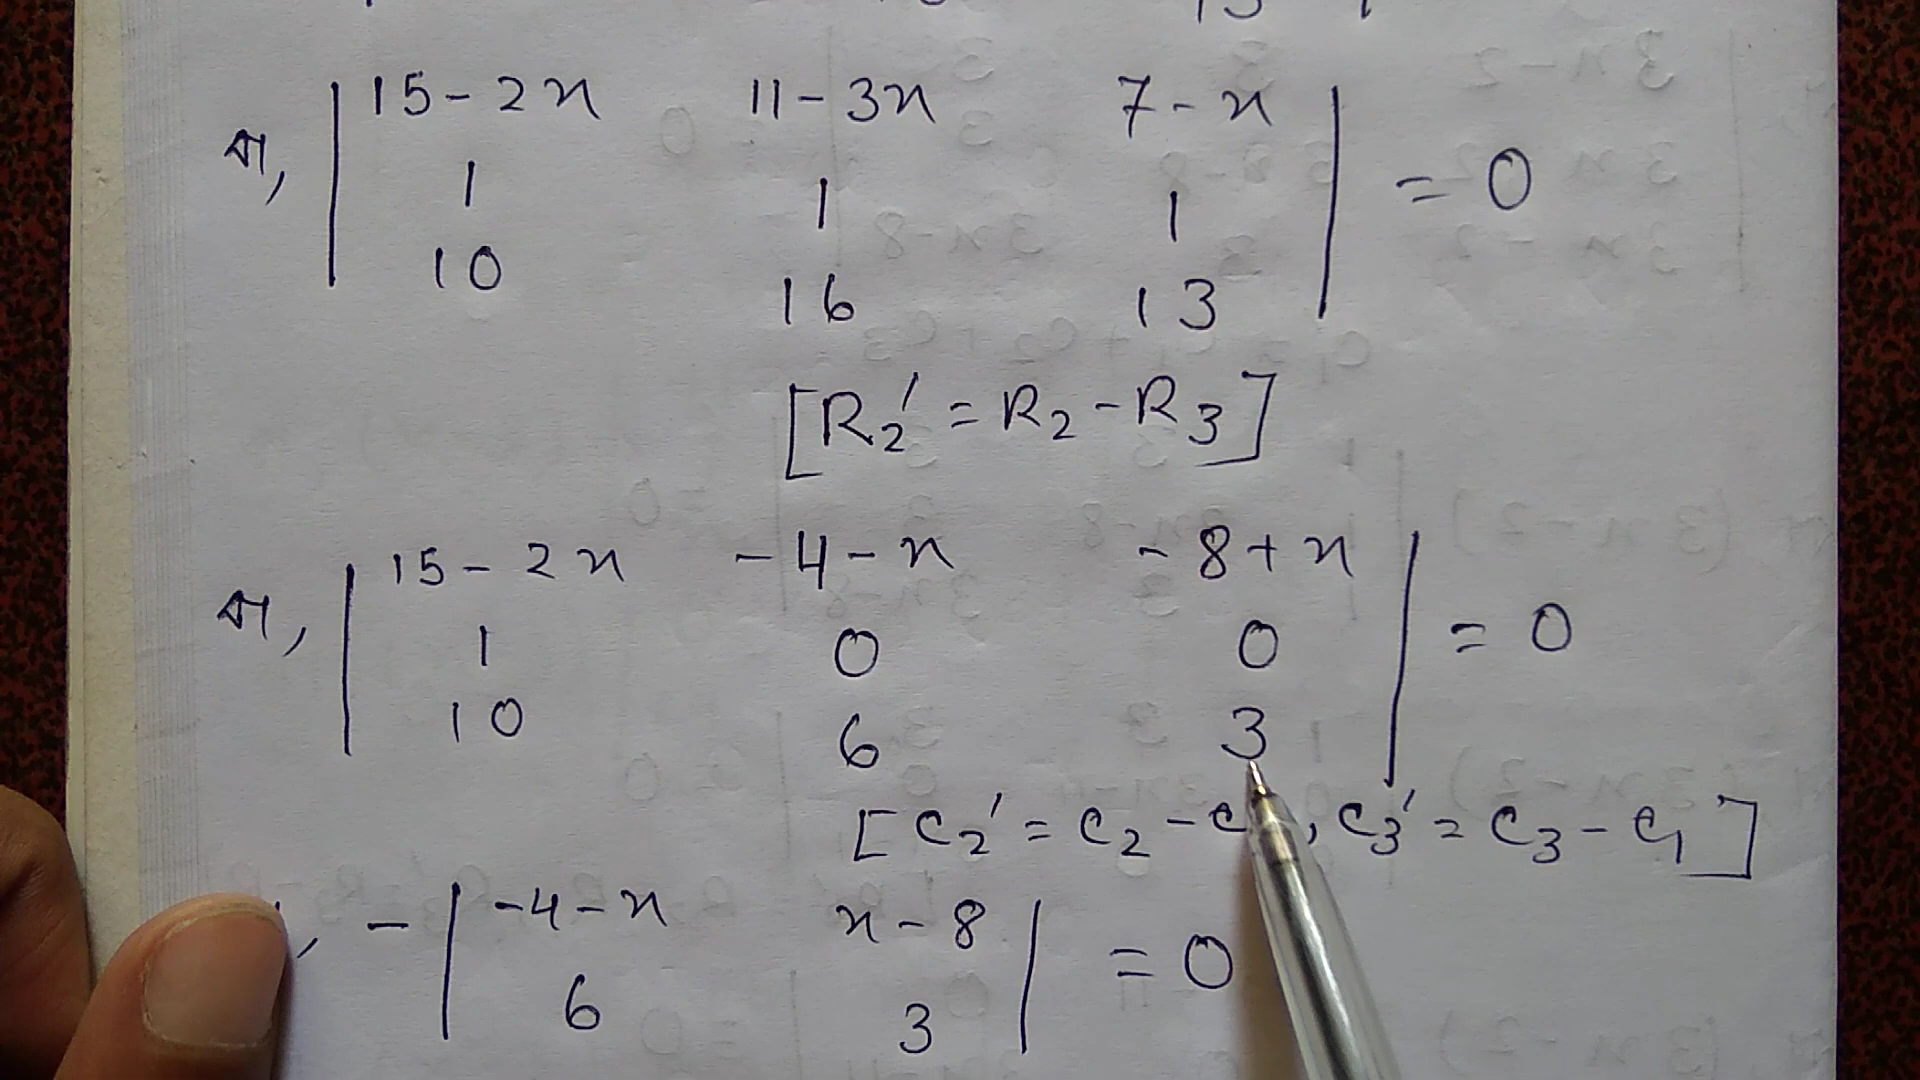 বা, | 15-2x 11-3x 7-x |
| 1 1 1 | = 0
| 10 16 13 |
[R₂' = R₂ - R₃]
বা, | 15-2x -4-x -8+x |
| 1 0 0 | = 0
| 10 6 3 |
[C₂' = C₂ - C , C₃' = C₃ - C₁]
, - | -4-x x-8 | = 0
| 6 3 |